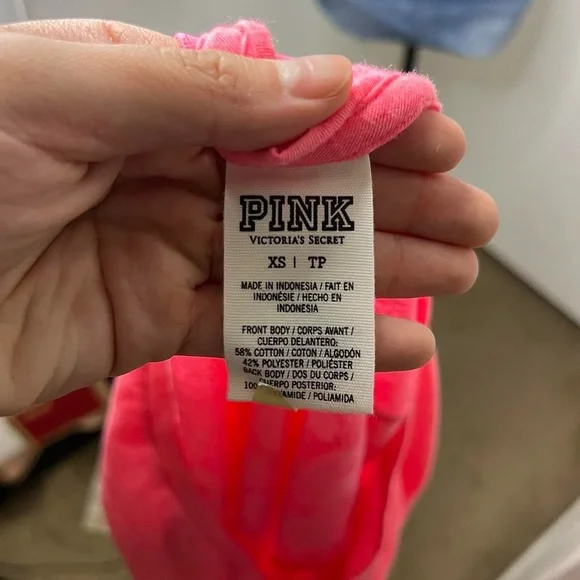 PINK
VICTORIA'S SECRET
XS | TP
MADE IN INDONESIA / FAIT EN
INDONÉSIE / HECHO EN
INDONESIA
FRONT BODY / CORPS AVANT /
CUERPO DELANTERO:
58% COTTON / COTON / ALGODÓN
42% POLYESTER / POLIÉSTER
BACK BODY / DOS DU CORPS /
CUERPO POSTERIOR:
/ POLIAMIDA